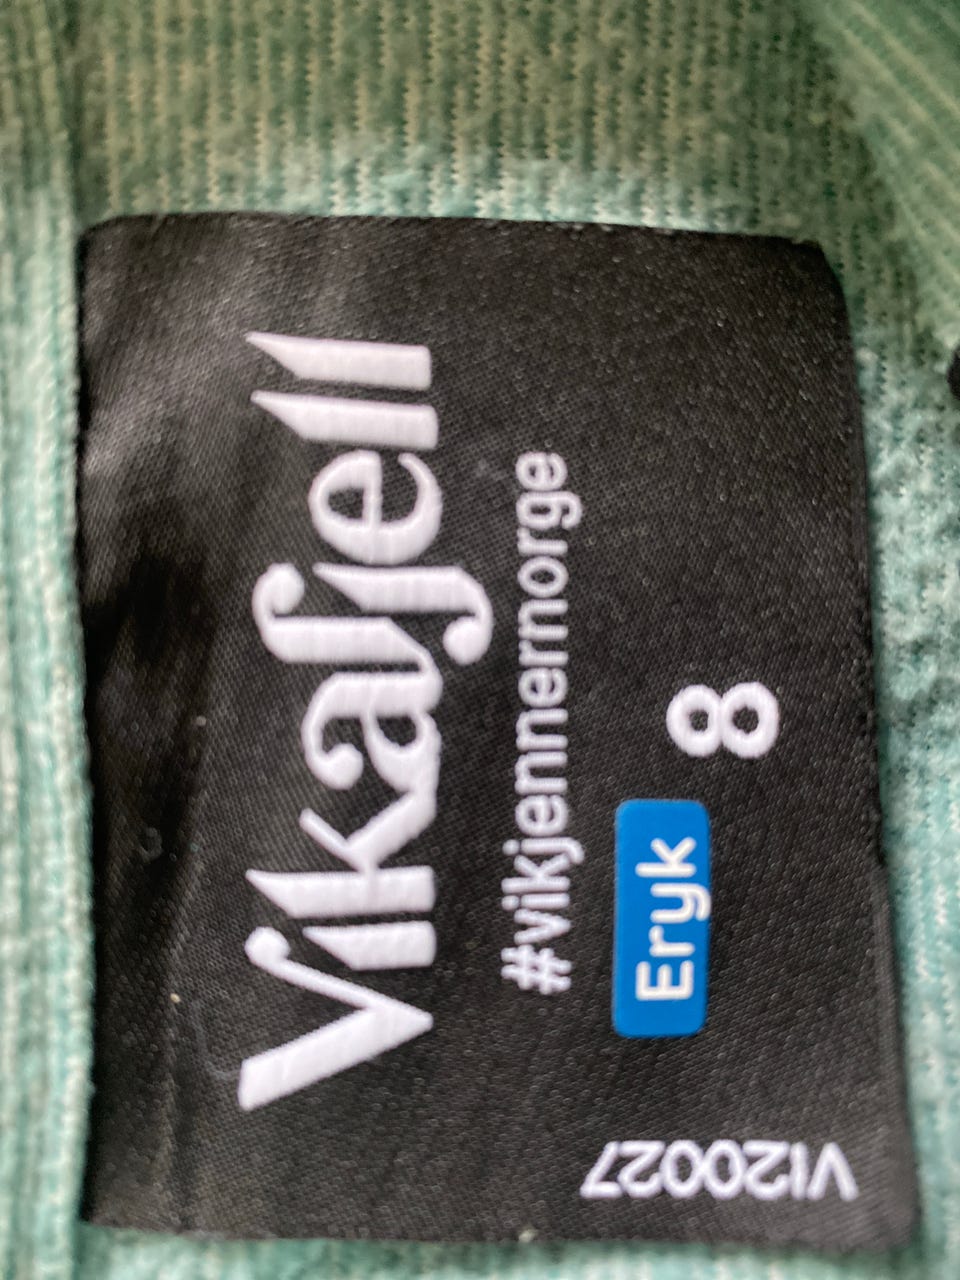 Vikafjell
#vikjennernorge
8
Eryk
VI20027